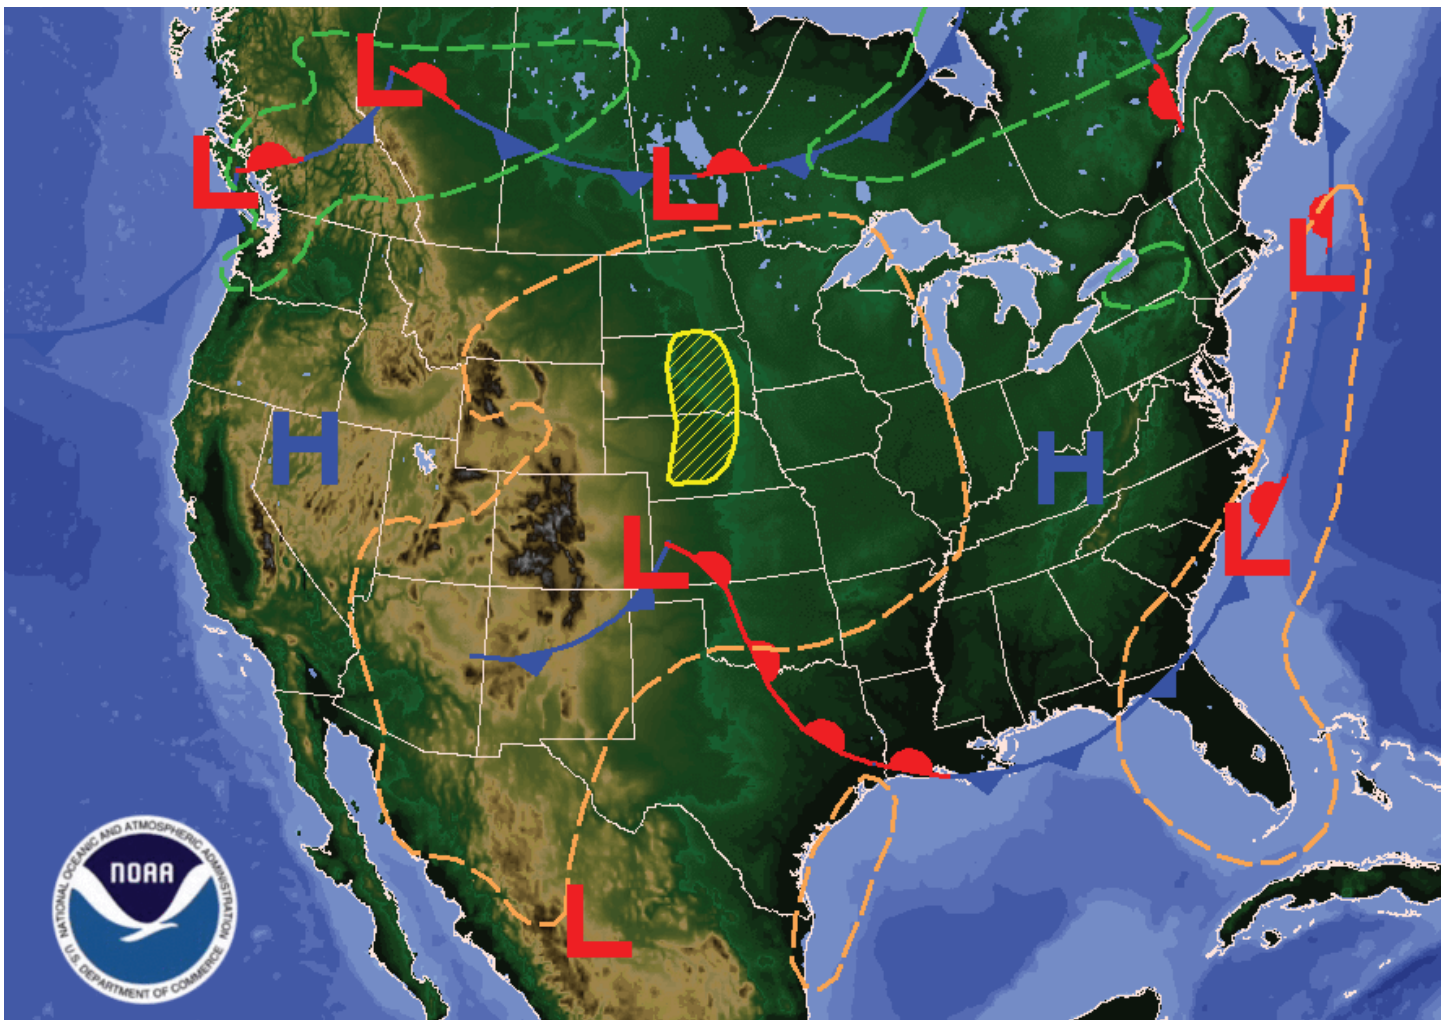 L
L
L
L
H
H
L
L
L
NOAA
NATIONAL OCEANIC AND ATMOSPHERIC ADMINISTRATION
U.S. DEPARTMENT OF COMMERCE